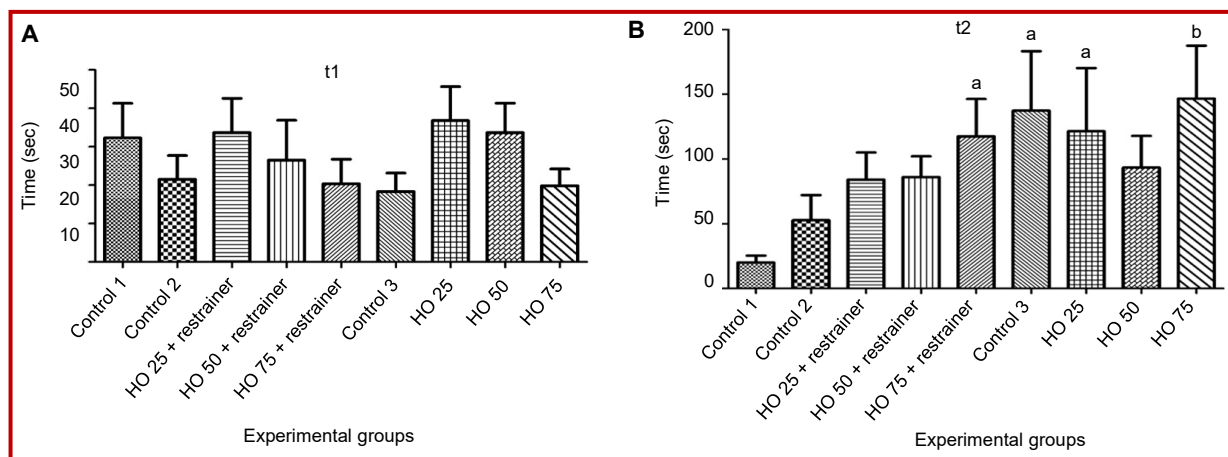 A
t1
50
40
30
20
10
Time (sec)
Control 1
Control 2
HO 25 + restrainer
HO 50 + restrainer
HO 75 + restrainer
Control 3
HO 25
HO 50
HO 75
Experimental groups
B
t2
200
150
100
50
0
Time (sec)
a
a
a
b
Control 1
Control 2
HO 25 + restrainer
HO 50 + restrainer
HO 75 + restrainer
Control 3
HO 25
HO 50
HO 75
Experimental groups